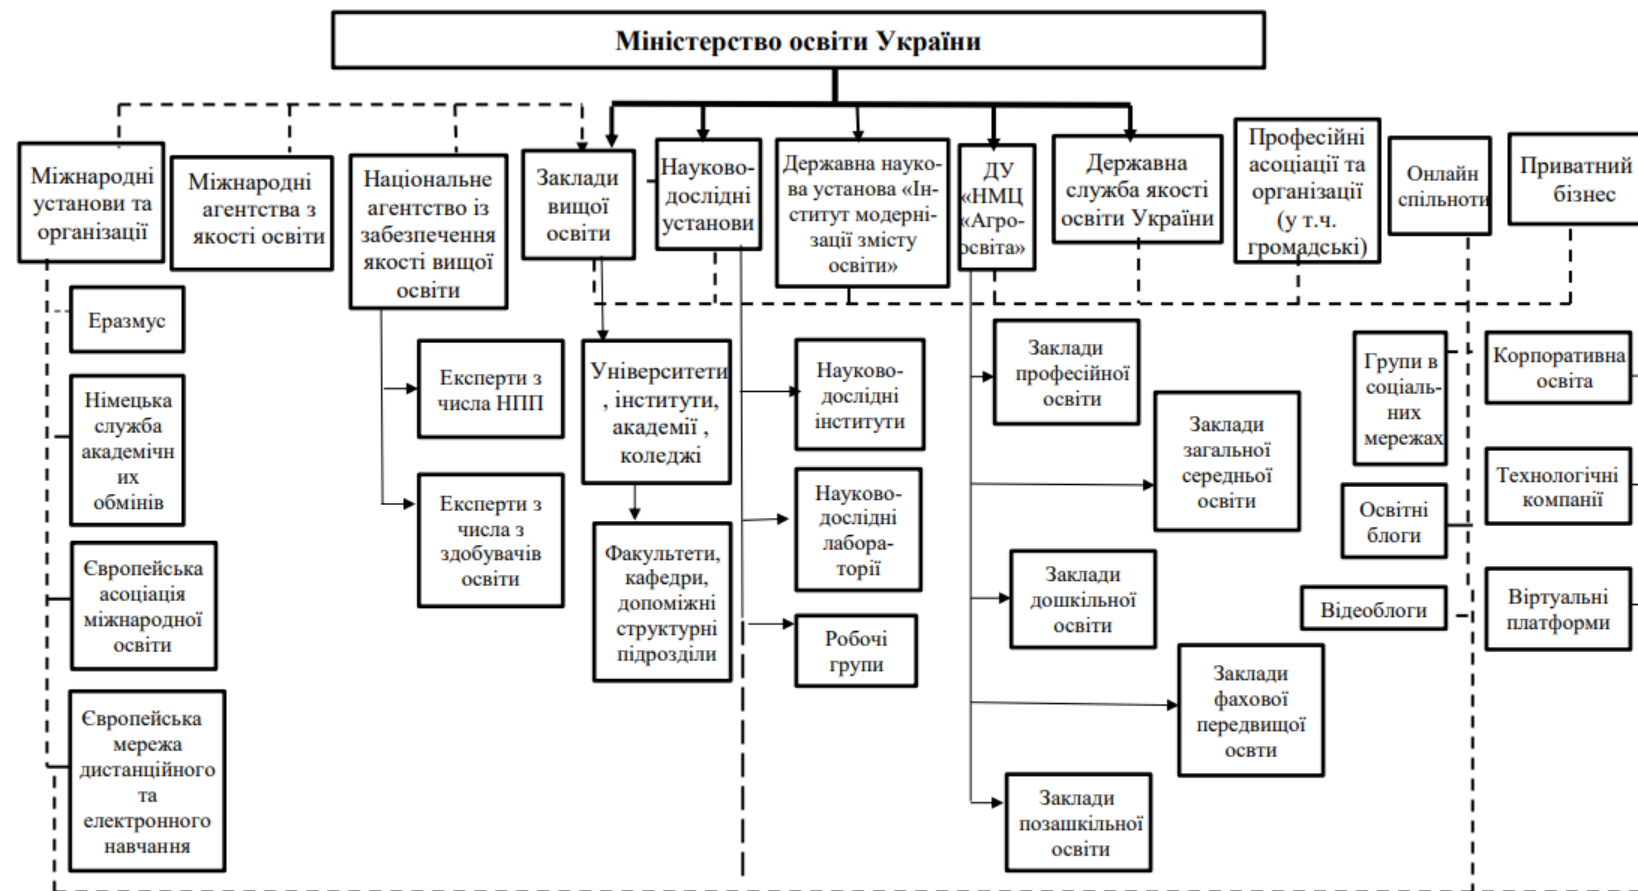 Міністерство освіти України
Міжнародні
установи та
організації
Міжнародні
агентства з
якості освіти
Національне
агентство із
забезпечення
якості вищої
освіти
Заклади
вищої
освіти
Науково-
дослідні
установи
Державна науко-
ва установа «Ін-
ститут модерні-
зації змісту
освіти»
ДУ
«НМЦ
«Агро-
освіта»
Державна
служба якості
освіти України
Професійні
асоціації та
організації
(у т.ч.
громадські)
Онлайн
спільноти
Приватний
бізнес
Еразмус
Німецька
служба
академічн
их
обмінів
Європейська
асоціація
міжнародної
освіти
Європейська
мережа
дистанційного
та
електронного
навчання
Експерти з
числа НПП
Експерти з
числа з
здобувачів
освіти
Університети
, інститути,
академії ,
коледжі
Факультети,
кафедри,
допоміжні
структурні
підрозділи
Науково-
дослідні
інститути
Науково-
дослідні
лабора-
торії
Робочі
групи
Заклади
професійної
освіти
Заклади
загальної
середньої
освіти
Заклади
дошкільної
освіти
Заклади
фахової
передвищої
освти
Заклади
позашкільної
освіти
Групи в
соціаль-
них
мережах
Освітні
блоги
Відеоблоги
Корпоративна
освіта
Технологічні
компанії
Віртуальні
платформи